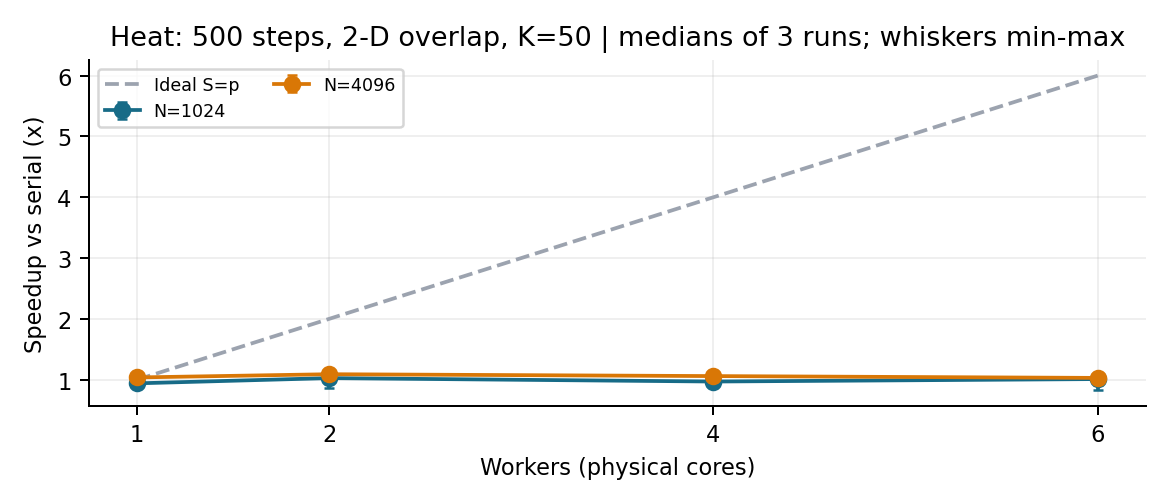 Heat: 500 steps, 2-D overlap, K=50 | medians of 3 runs; whiskers min-max
Ideal S=p
N=1024
N=4096
Speedup vs serial (x)
6
5
4
3
2
1
1
2
4
6
Workers (physical cores)